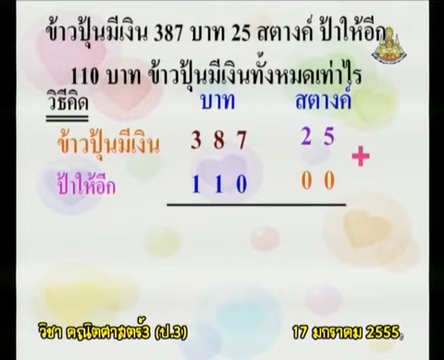 ข้าวปุ้นมีเงิน 387 บาท 25 สตางค์ ป้าให้อีก
110 บาท ข้าวปุ้นมีเงินทั้งหมดเท่าไร
วิธีคิด บาท สตางค์
ข้าวปุ้นมีเงิน 3 8 7 2 5 +
ป้าให้อีก 1 1 0 0 0
วิชา คณิตศาสตร์3 (ป.3) 17 มกราคม 2555